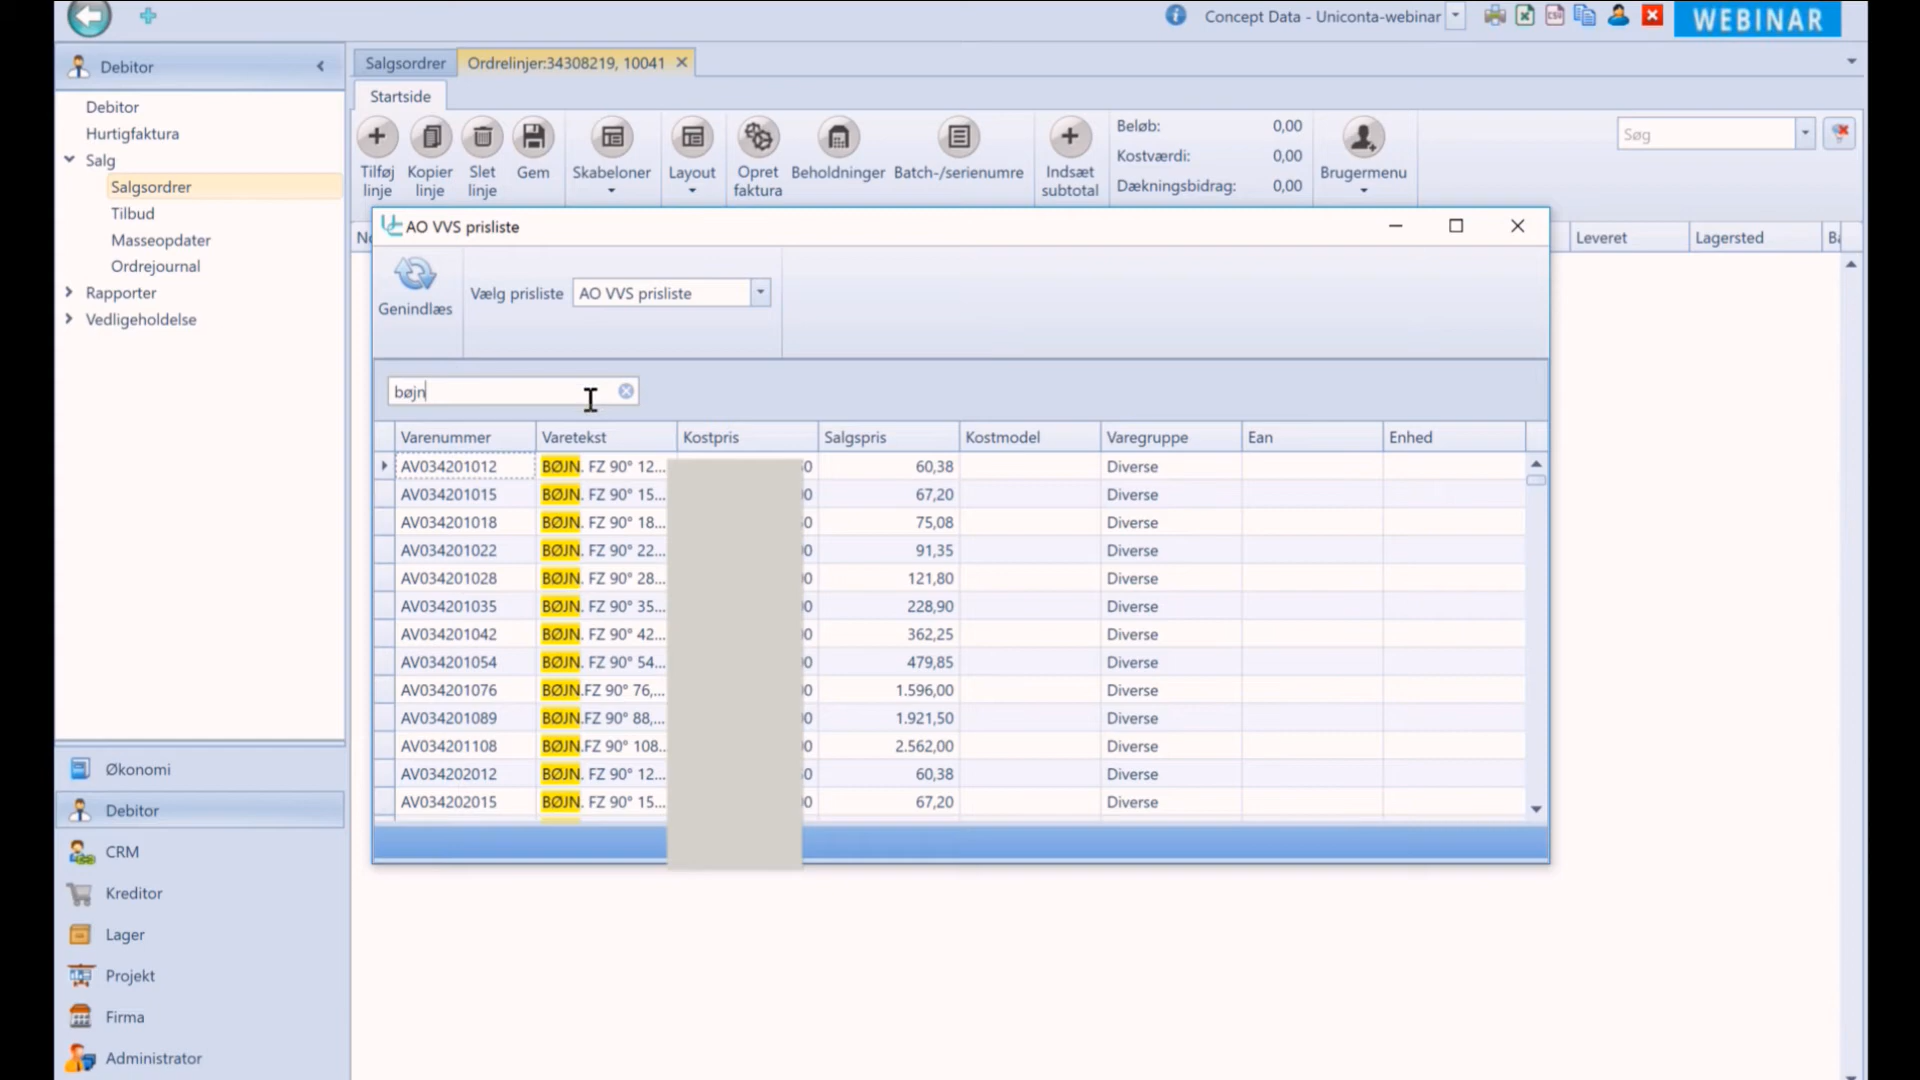 Concept Data - Uniconta-webinar
WEBINAR
Debitor
Debitor
Hurtigfaktura
Salg
Salgsordrer
Tilbud
Masseopdater
Ordrejournal
Rapporter
Vedligeholdelse
Økonomi
Debitor
CRM
Kreditor
Lager
Projekt
Firma
Administrator
Salgsordrer
Ordrelinjer:34308219, 10041
Startside
Tilføj linje
Kopier linje
Slet linje
Gem
Skabeloner
Layout
Opret faktura
Beholdninger
Batch-/serienumre
Indsæt subtotal
Beløb: 0,00
Kostværdi: 0,00
Dækningsbidrag: 0,00
Brugermenu
Søg
Leveret Lagersted
AO VVS prisliste
Genindlæs
Vælg prisliste AO VVS prisliste
bøjn
Varenummer Varetekst Kostpris Salgspris Kostmodel Varegruppe Ean Enhed
AV034201012 BØJN. FZ 90° 12... 60,38 Diverse
AV034201015 BØJN. FZ 90° 15... 67,20 Diverse
AV034201018 BØJN. FZ 90° 18... 75,08 Diverse
AV034201022 BØJN. FZ 90° 22... 91,35 Diverse
AV034201028 BØJN. FZ 90° 28... 121,80 Diverse
AV034201035 BØJN. FZ 90° 35... 228,90 Diverse
AV034201042 BØJN. FZ 90° 42... 362,25 Diverse
AV034201054 BØJN. FZ 90° 54... 479,85 Diverse
AV034201076 BØJN.FZ 90° 76,... 1.596,00 Diverse
AV034201089 BØJN.FZ 90° 88,... 1.921,50 Diverse
AV034201108 BØJN.FZ 90° 108... 2.562,00 Diverse
AV034202012 BØJN. FZ 90° 12... 60,38 Diverse
AV034202015 BØJN. FZ 90° 15... 67,20 Diverse